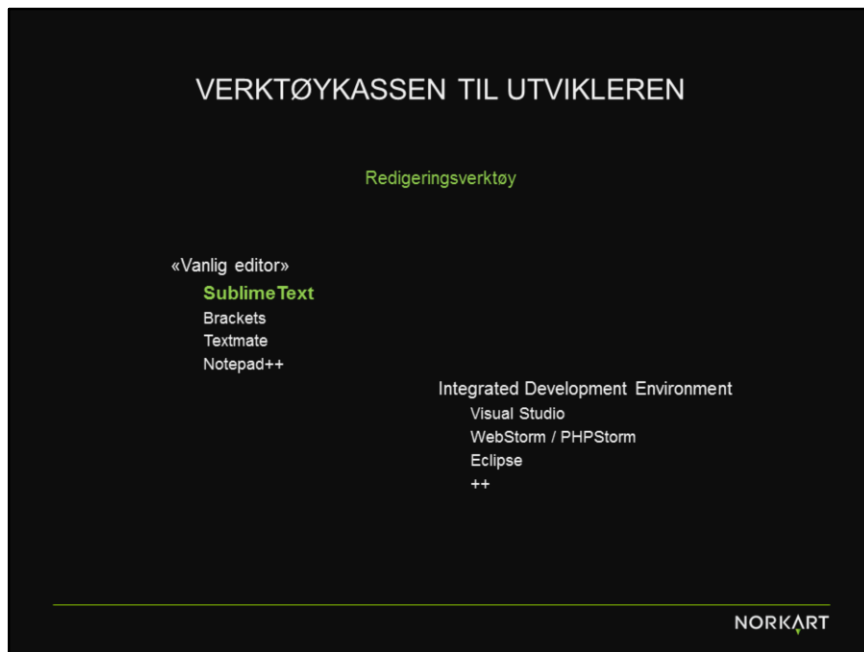 VERKTØYKASSEN TIL UTVIKLEREN
Redigeringsverktøy
«Vanlig editor»
SublimeText
Brackets
Textmate
Notepad++
Integrated Development Environment
Visual Studio
WebStorm / PHPStorm
Eclipse
++
NORKART